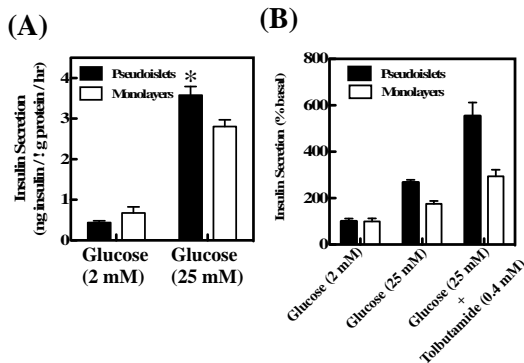 (A)
Insulin Secretion
(ng insulin / ! g protein / hr)
4
3
2
1
0
Pseudoislets
Monolayers
*
Glucose
(2 mM)
Glucose
(25 mM)
(B)
Insulin Secretion (% basal)
800
600
400
200
0
Pseudoislets
Monolayers
Glucose (2 mM)
Glucose (25 mM)
Glucose (25 mM)
+
Tolbutamide (0.4 mM)